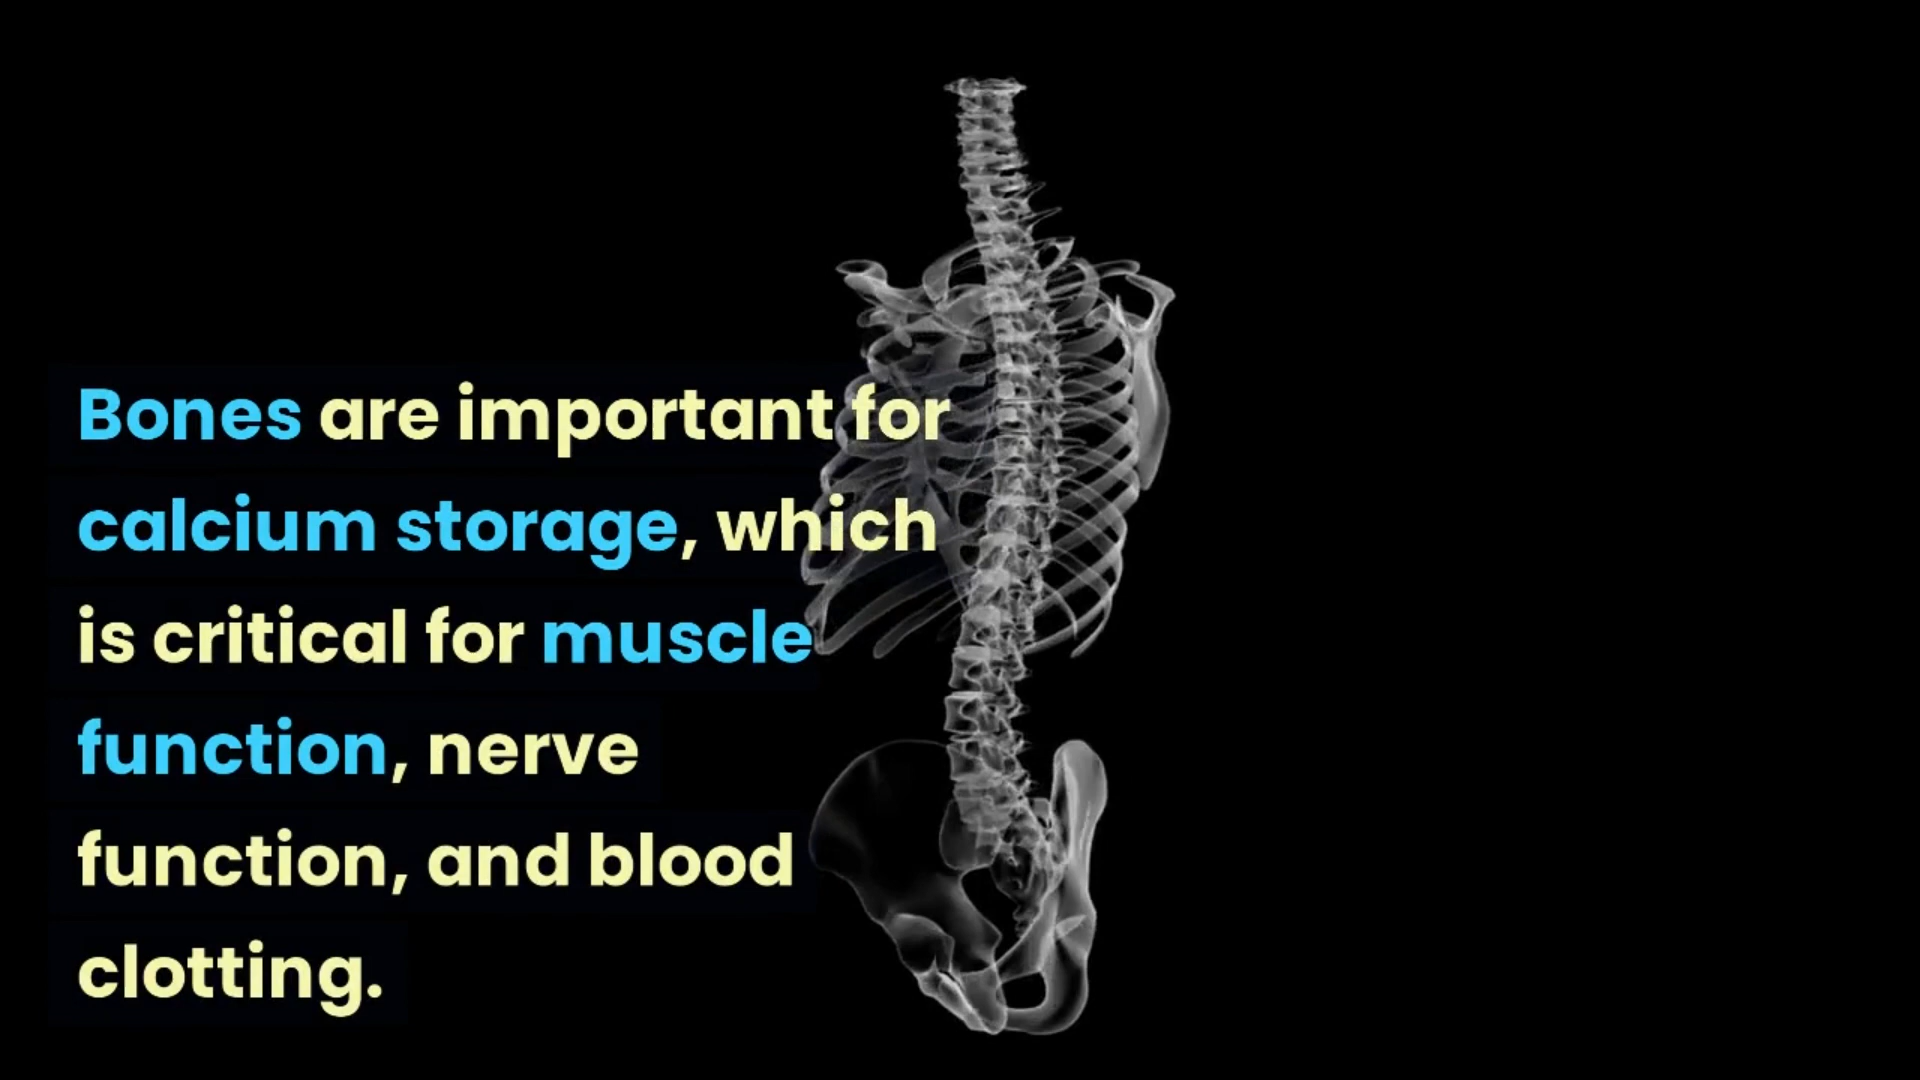 Bones are important for
calcium storage, which
is critical for muscle
function, nerve
function, and blood
clotting.